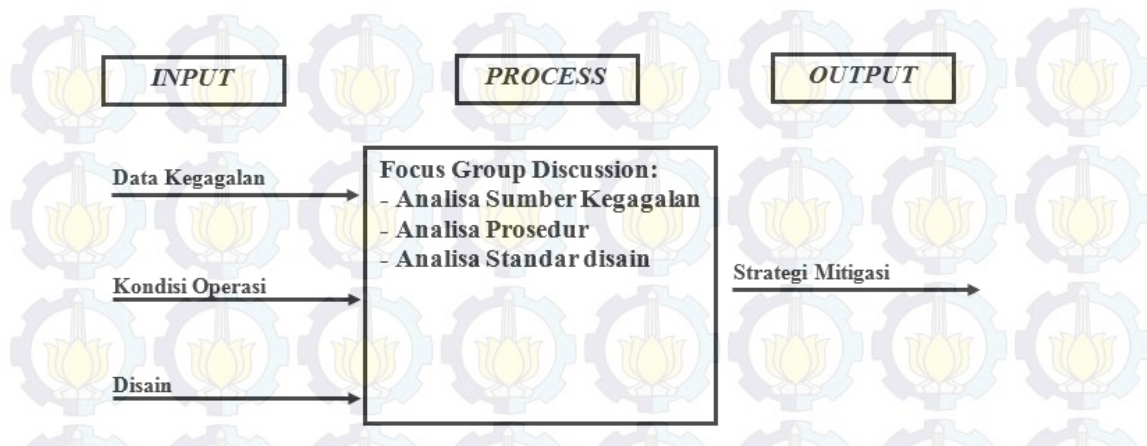 INPUT
PROCESS
OUTPUT
Data Kegagalan
Kondisi Operasi
Disain
Focus Group Discussion:
- Analisa Sumber Kegagalan
- Analisa Prosedur
- Analisa Standar disain
Strategi Mitigasi